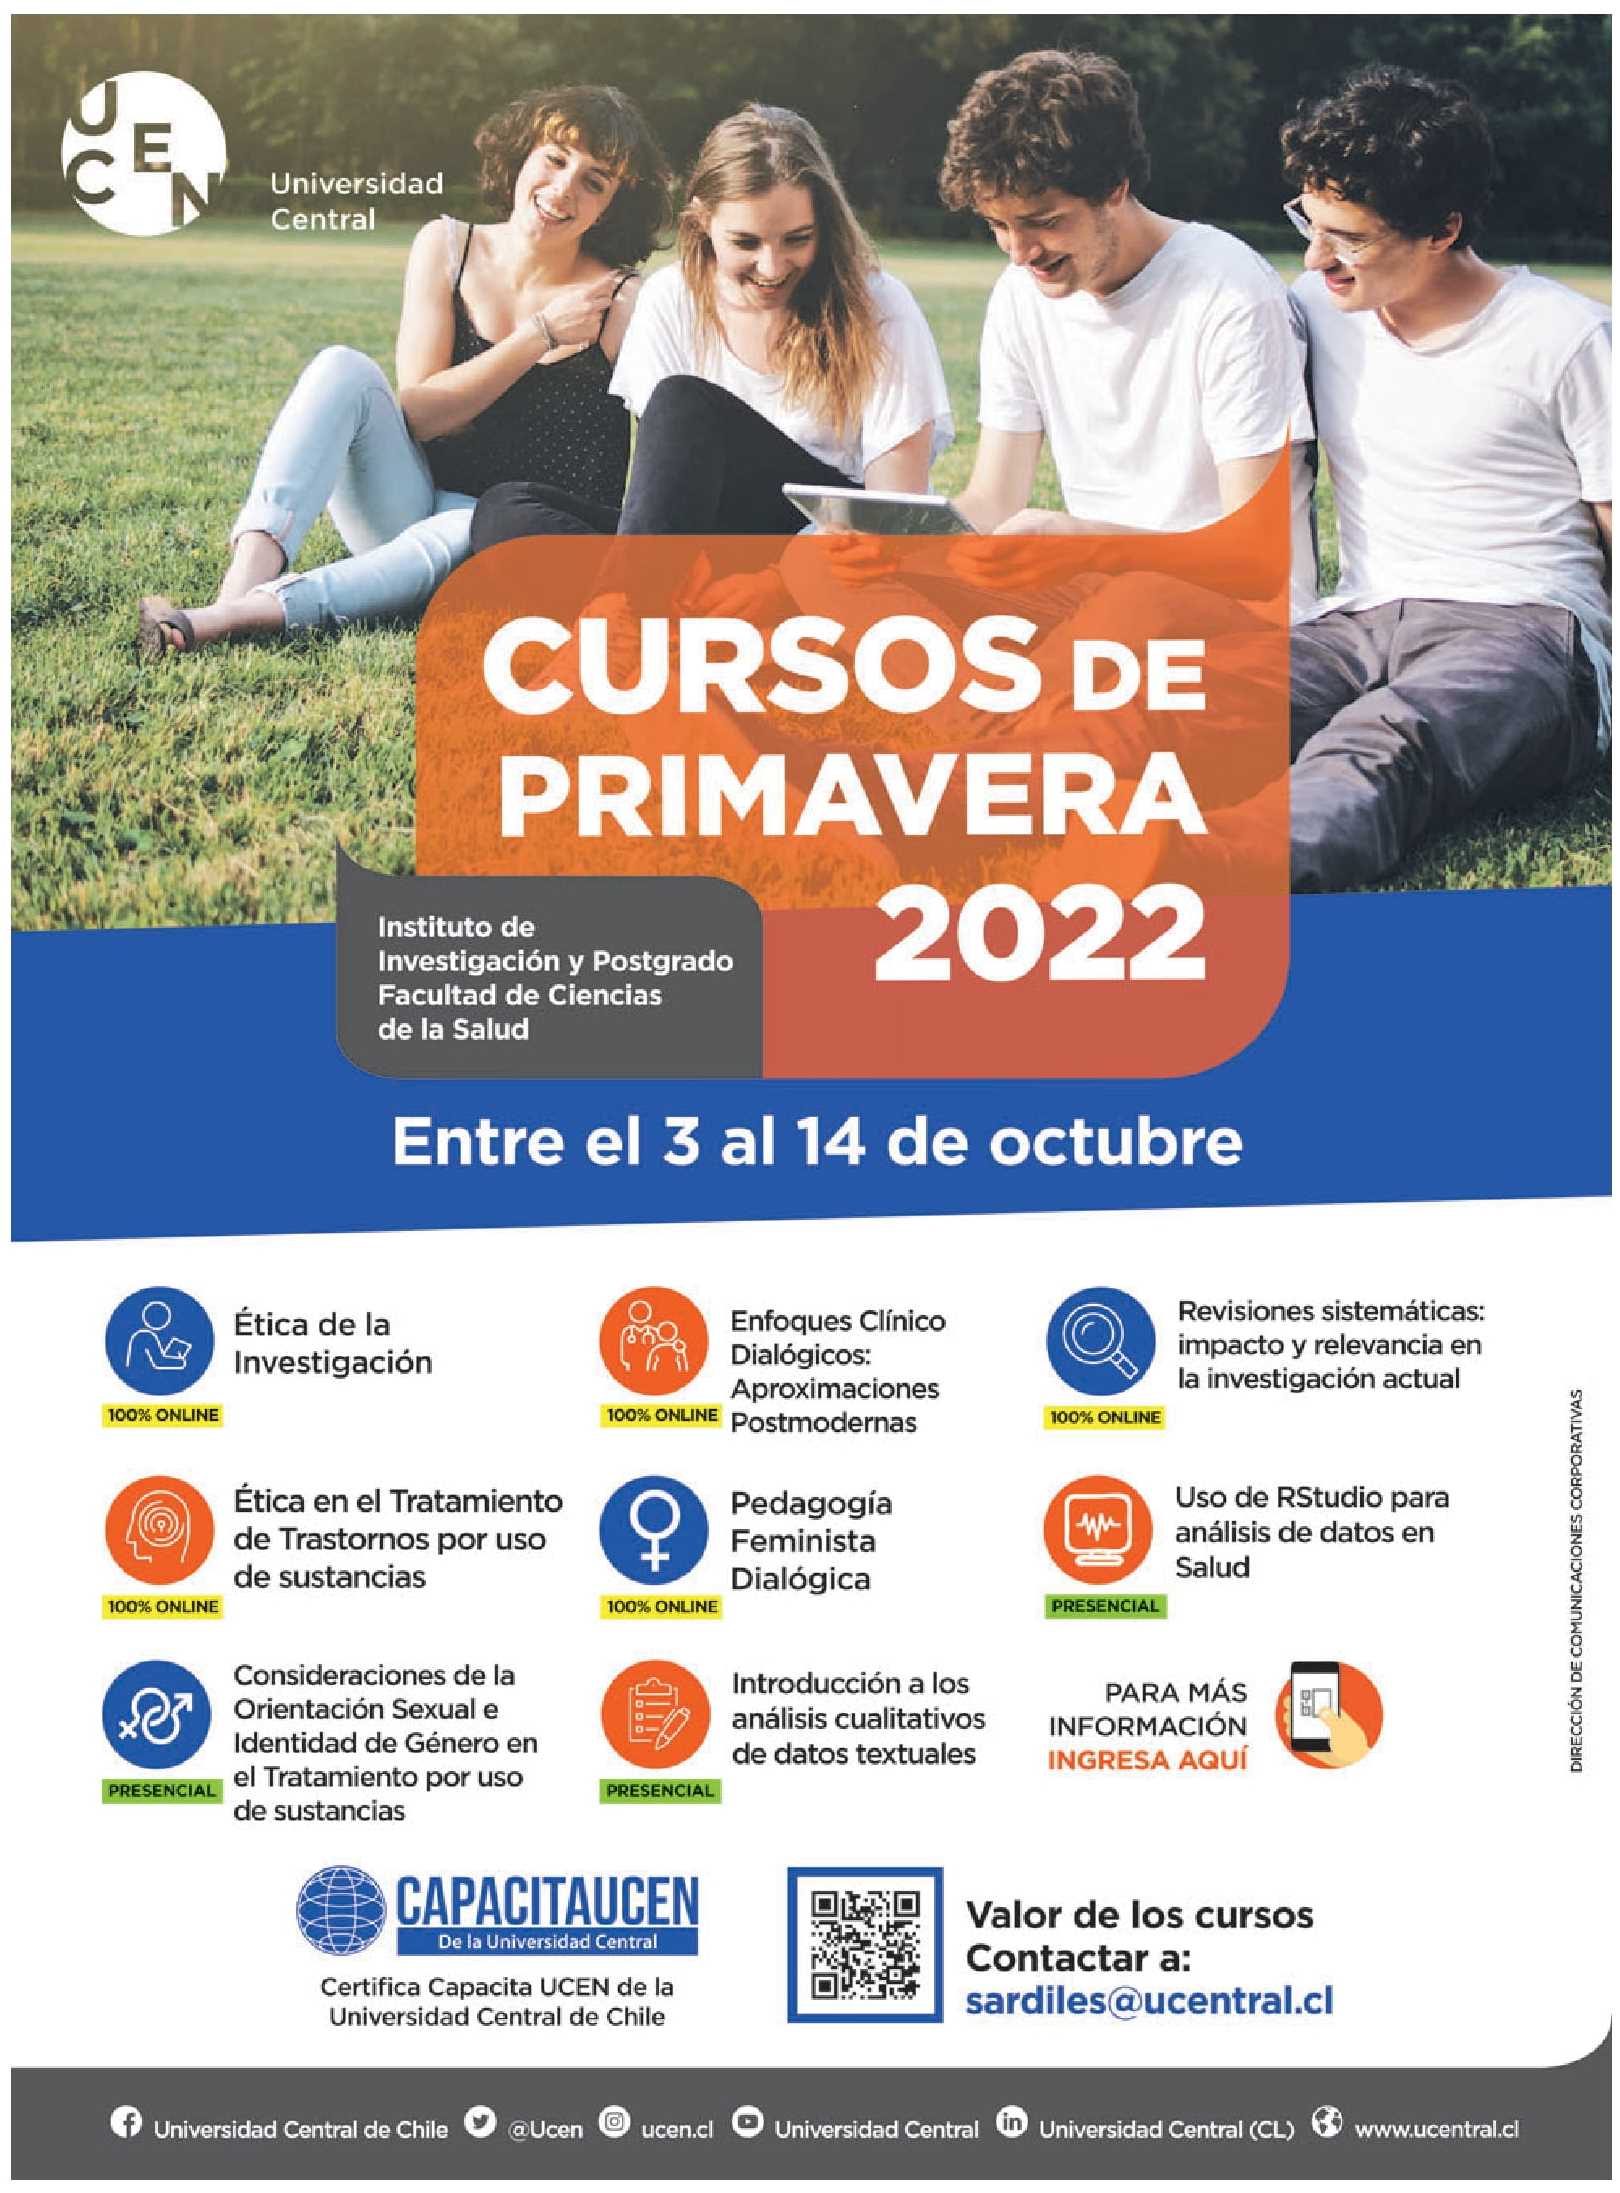 UCEN
Universidad
Central
CURSOS DE
PRIMAVERA
2022
Instituto de
Investigación y Postgrado
Facultad de Ciencias
de la Salud
Entre el 3 al 14 de octubre
Ética de la
Investigación
100% ONLINE
Enfoques Clínico
Dialógicos:
Aproximaciones
Postmodernas
100% ONLINE
Revisiones sistemáticas:
impacto y relevancia en
la investigación actual
100% ONLINE
Ética en el Tratamiento
de Trastornos por uso
de sustancias
100% ONLINE
Pedagogía
Feminista
Dialógica
100% ONLINE
Uso de RStudio para
análisis de datos en
Salud
PRESENCIAL
Consideraciones de la
Orientación Sexual e
Identidad de Género en
el Tratamiento por uso
de sustancias
PRESENCIAL
Introducción a los
análisis cualitativos
de datos textuales
PRESENCIAL
PARA MÁS
INFORMACIÓN
INGRESA AQUÍ
DIRECCIÓN DE COMUNICACIONES CORPORATIVAS
CAPACITAUCEN
De la Universidad Central
Certifica Capacita UCEN de la
Universidad Central de Chile
Valor de los cursos
Contactar a:
sardiles@ucentral.cl
Universidad Central de Chile @Ucen ucen.cl Universidad Central Universidad Central (CL) www.ucentral.cl